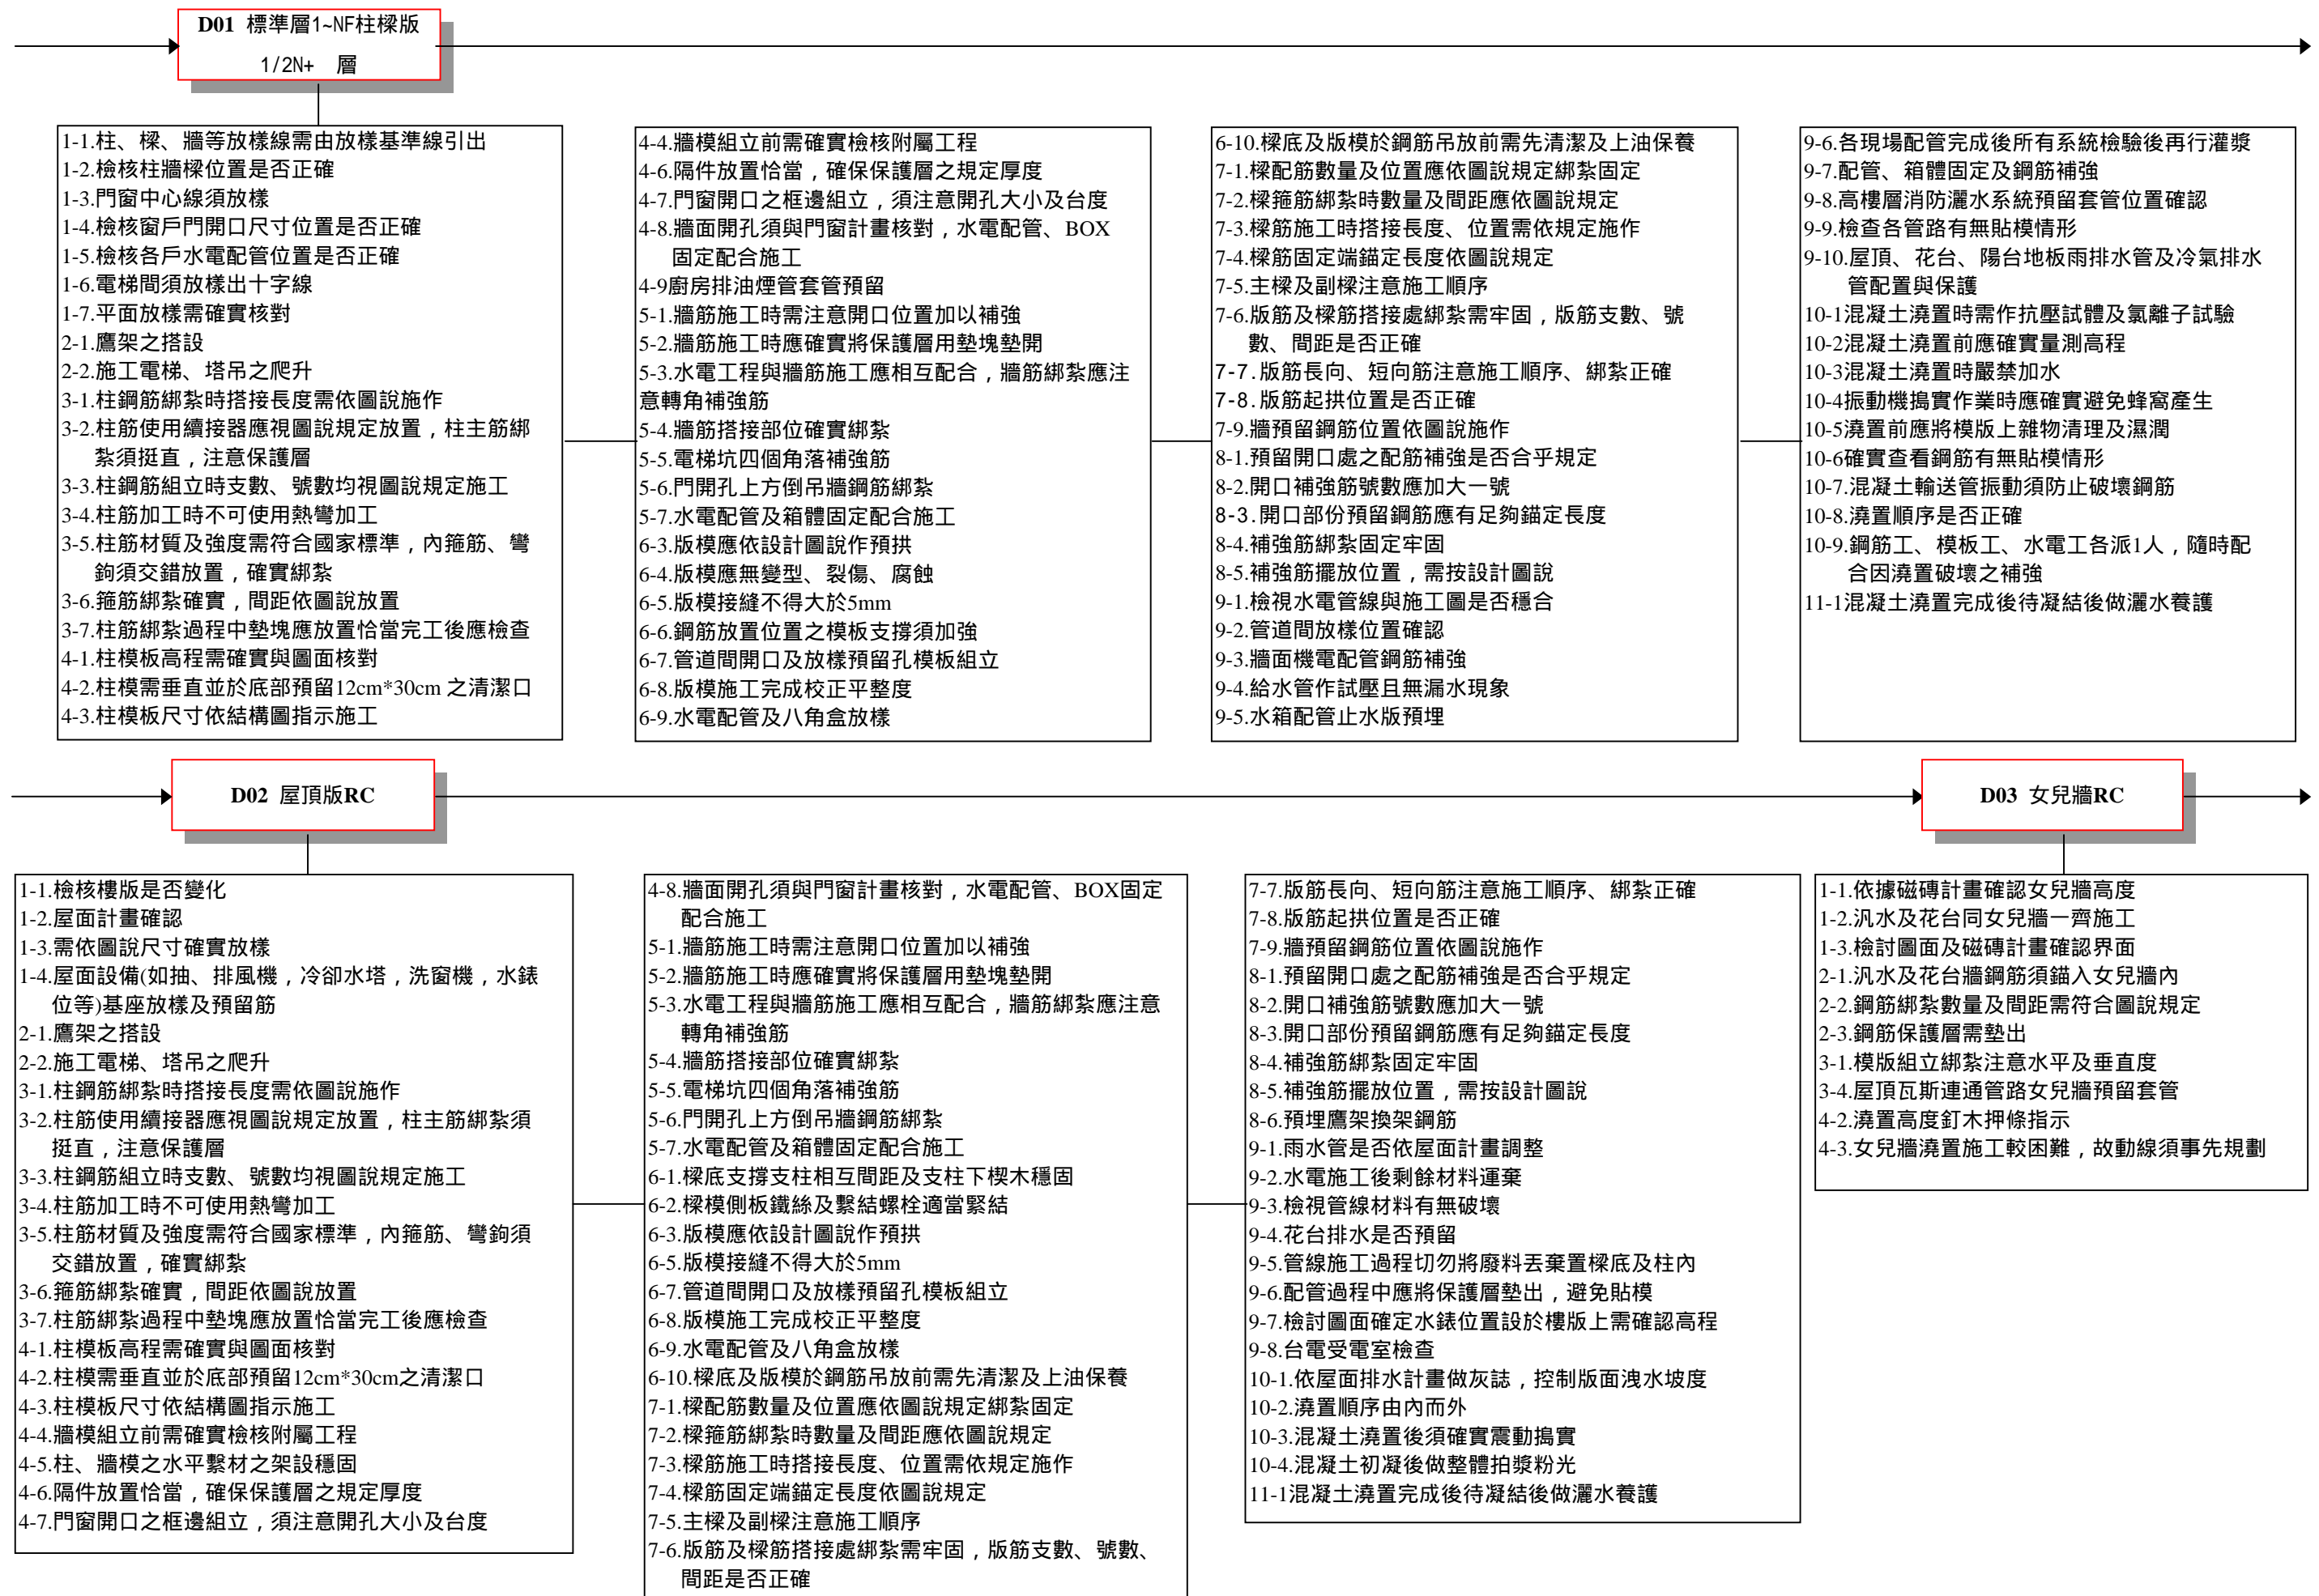 D01 標準層1~NF柱樑版
1/2N+ 層
1-1.柱、樑、牆等放樣線需由放樣基準線引出
1-2.檢核柱牆樑位置是否正確
1-3.門窗中心線須放樣
1-4.檢核窗戶門開口尺寸位置是否正確
1-5.檢核各戶水電配管位置是否正確
1-6.電梯間須放樣出十字線
1-7.平面放樣需確實核對
2-1.鷹架之搭設
2-2.施工電梯、塔吊之爬升
3-1.柱鋼筋綁紮時搭接長度需依圖說施作
3-2.柱筋使用續接器應視圖說規定放置，柱主筋綁
紮須挺直，注意保護層
3-3.柱鋼筋組立時支數、號數均視圖說規定施工
3-4.柱筋加工時不可使用熱彎加工
3-5.柱筋材質及強度需符合國家標準，內箍筋、彎
鉤須交錯放置，確實綁紮
3-6.箍筋綁紮確實，間距依圖說放置
3-7.柱筋綁紮過程中墊塊應放置恰當完工後應檢查
4-1.柱模板高程需確實與圖面核對
4-2.柱模需垂直並於底部預留12cm*30cm 之清潔口
4-3.柱模板尺寸依結構圖指示施工
4-4.牆模組立前需確實檢核附屬工程
4-6.隔件放置恰當，確保保護層之規定厚度
4-7.門窗開口之框邊組立，須注意開孔大小及台度
4-8.牆面開孔須與門窗計畫核對，水電配管、BOX
固定配合施工
4-9廚房排油煙管套管預留
5-1.牆筋施工時需注意開口位置加以補強
5-2.牆筋施工時應確實將保護層用墊塊墊開
5-3.水電工程與牆筋施工應相互配合，牆筋綁紮應注
意轉角補強筋
5-4.牆筋搭接部位確實綁紮
5-5.電梯坑四個角落補強筋
5-6.門開孔上方倒吊牆鋼筋綁紮
5-7.水電配管及箱體固定配合施工
6-3.版模應依設計圖說作預拱
6-4.版模應無變型、裂傷、腐蝕
6-5.版模接縫不得大於5mm
6-6.鋼筋放置位置之模板支撐須加強
6-7.管道間開口及放樣預留孔模板組立
6-8.版模施工完成校正平整度
6-9.水電配管及八角盒放樣
6-10.樑底及版模於鋼筋吊放前需先清潔及上油保養
7-1.樑配筋數量及位置應依圖說規定綁紮固定
7-2.樑箍筋綁紮時數量及間距應依圖說規定
7-3.樑筋施工時搭接長度、位置需依規定施作
7-4.樑筋固定端錨定長度依圖說規定
7-5.主樑及副樑注意施工順序
7-6.版筋及樑筋搭接處綁紮需牢固，版筋支數、號
數、間距是否正確
7-7.版筋長向、短向筋注意施工順序、綁紮正確
7-8.版筋起拱位置是否正確
7-9.牆預留鋼筋位置依圖說施作
8-1.預留開口處之配筋補強是否合乎規定
8-2.開口補強筋號數應加大一號
8-3.開口部份預留鋼筋應有足夠錨定長度
8-4.補強筋綁紮固定牢固
8-5.補強筋擺放位置，需按設計圖說
9-1.檢視水電管線與施工圖是否穩合
9-2.管道間放樣位置確認
9-3.牆面機電配管鋼筋補強
9-4.給水管作試壓且無漏水現象
9-5.水箱配管止水版預埋
9-6.各現場配管完成後所有系統檢驗後再行灌漿
9-7.配管、箱體固定及鋼筋補強
9-8.高樓層消防灑水系統預留套管位置確認
9-9.檢查各管路有無貼模情形
9-10.屋頂、花台、陽台地板雨排水管及冷氣排水
管配置與保護
10-1混凝土澆置時需作抗壓試體及氯離子試驗
10-2混凝土澆置前應確實量測高程
10-3混凝土澆置時嚴禁加水
10-4振動機搗實作業時應確實避免蜂窩產生
10-5澆置前應將模版上雜物清理及濕潤
10-6確實查看鋼筋有無貼模情形
10-7.混凝土輸送管振動須防止破壞鋼筋
10-8.澆置順序是否正確
10-9.鋼筋工、模板工、水電工各派1人，隨時配
合因澆置破壞之補強
11-1混凝土澆置完成後待凝結後做灑水養護
D02 屋頂版RC
D03 女兒牆RC
1-1.檢核樓版是否變化
1-2.屋面計畫確認
1-3.需依圖說尺寸確實放樣
1-4.屋面設備(如抽、排風機，冷卻水塔，洗窗機，水錶
位等)基座放樣及預留筋
2-1.鷹架之搭設
2-2.施工電梯、塔吊之爬升
3-1.柱鋼筋綁紮時搭接長度需依圖說施作
3-2.柱筋使用續接器應視圖說規定放置，柱主筋綁紮須
挺直，注意保護層
3-3.柱鋼筋組立時支數、號數均視圖說規定施工
3-4.柱筋加工時不可使用熱彎加工
3-5.柱筋材質及強度需符合國家標準，內箍筋、彎鉤須
交錯放置，確實綁紮
3-6.箍筋綁紮確實，間距依圖說放置
3-7.柱筋綁紮過程中墊塊應放置恰當完工後應檢查
4-1.柱模板高程需確實與圖面核對
4-2.柱模需垂直並於底部預留12cm*30cm之清潔口
4-3.柱模板尺寸依結構圖指示施工
4-4.牆模組立前需確實檢核附屬工程
4-5.柱、牆模之水平繫材之架設穩固
4-6.隔件放置恰當，確保保護層之規定厚度
4-7.門窗開口之框邊組立，須注意開孔大小及台度
4-8.牆面開孔須與門窗計畫核對，水電配管、BOX固定
配合施工
5-1.牆筋施工時需注意開口位置加以補強
5-2.牆筋施工時應確實將保護層用墊塊墊開
5-3.水電工程與牆筋施工應相互配合，牆筋綁紮應注意
轉角補強筋
5-4.牆筋搭接部位確實綁紮
5-5.電梯坑四個角落補強筋
5-6.門開孔上方倒吊牆鋼筋綁紮
5-7.水電配管及箱體固定配合施工
6-1.樑底支撐支柱相互間距及支柱下楔木穩固
6-2.樑模側板鐵絲及繫結螺栓適當緊結
6-3.版模應依設計圖說作預拱
6-5.版模接縫不得大於5mm
6-7.管道間開口及放樣預留孔模板組立
6-8.版模施工完成校正平整度
6-9.水電配管及八角盒放樣
6-10.樑底及版模於鋼筋吊放前需先清潔及上油保養
7-1.樑配筋數量及位置應依圖說規定綁紮固定
7-2.樑箍筋綁紮時數量及間距應依圖說規定
7-3.樑筋施工時搭接長度、位置需依規定施作
7-4.樑筋固定端錨定長度依圖說規定
7-5.主樑及副樑注意施工順序
7-6.版筋及樑筋搭接處綁紮需牢固，版筋支數、號數、
間距是否正確
7-7.版筋長向、短向筋注意施工順序、綁紮正確
7-8.版筋起拱位置是否正確
7-9.牆預留鋼筋位置依圖說施作
8-1.預留開口處之配筋補強是否合乎規定
8-2.開口補強筋號數應加大一號
8-3.開口部份預留鋼筋應有足夠錨定長度
8-4.補強筋綁紮固定牢固
8-5.補強筋擺放位置，需按設計圖說
8-6.預埋鷹架換架鋼筋
9-1.雨水管是否依屋面計畫調整
9-2.水電施工後剩餘材料運棄
9-3.檢視管線材料有無破壞
9-4.花台排水是否預留
9-5.管線施工過程切勿將廢料丟棄置樑底及柱內
9-6.配管過程中應將保護層墊出，避免貼模
9-7.檢討圖面確定水錶位置設於樓版上需確認高程
9-8.台電受電室檢查
10-1.依屋面排水計畫做灰誌，控制版面洩水坡度
10-2.澆置順序由內而外
10-3.混凝土澆置後須確實震動搗實
10-4.混凝土初凝後做整體拍漿粉光
11-1混凝土澆置完成後待凝結後做灑水養護
1-1.依據磁磚計畫確認女兒牆高度
1-2.汎水及花台同女兒牆一齊施工
1-3.檢討圖面及磁磚計畫確認界面
2-1.汎水及花台牆鋼筋須錨入女兒牆內
2-2.鋼筋綁紮數量及間距需符合圖說規定
2-3.鋼筋保護層需墊出
3-1.模版組立綁紮注意水平及垂直度
3-4.屋頂瓦斯連通管路女兒牆預留套管
4-2.澆置高度釘木押條指示
4-3.女兒牆澆置施工較困難，故動線須事先規劃